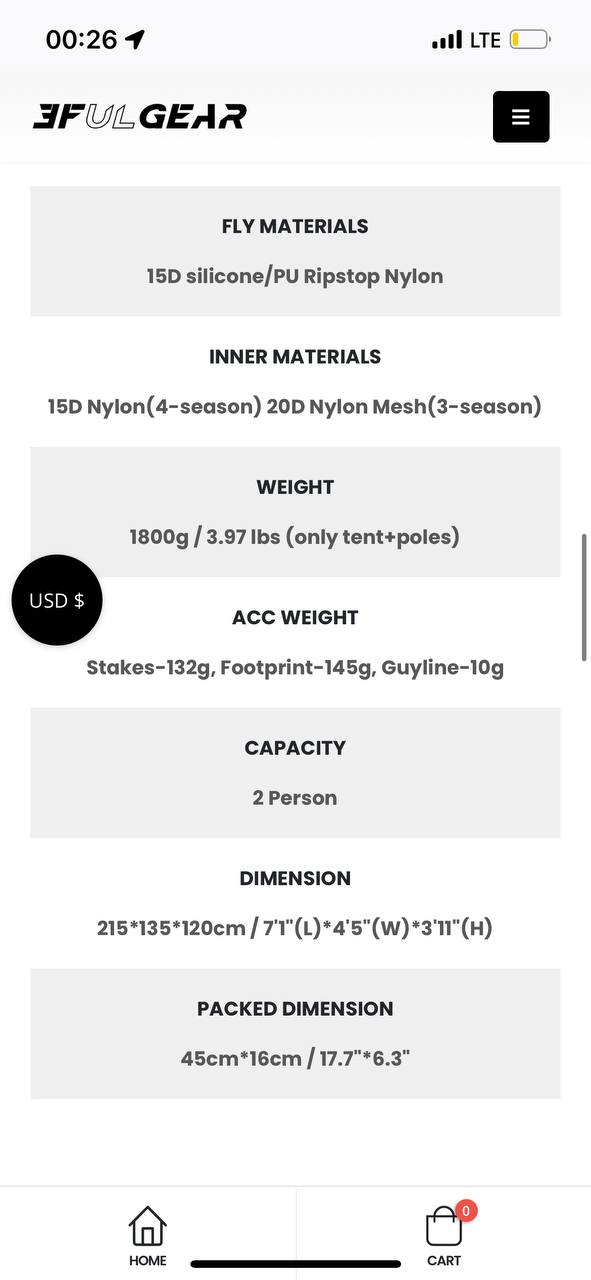 00:26
LTE
3FULGEAR
FLY MATERIALS
15D silicone/PU Ripstop Nylon
INNER MATERIALS
15D Nylon(4-season) 20D Nylon Mesh(3-season)
WEIGHT
1800g / 3.97 lbs (only tent+poles)
USD $
ACC WEIGHT
Stakes-132g, Footprint-145g, Guyline-10g
CAPACITY
2 Person
DIMENSION
215*135*120cm / 7'1"(L)*4'5"(W)*3'11"(H)
PACKED DIMENSION
45cm*16cm / 17.7"*6.3"
0
HOME
CART